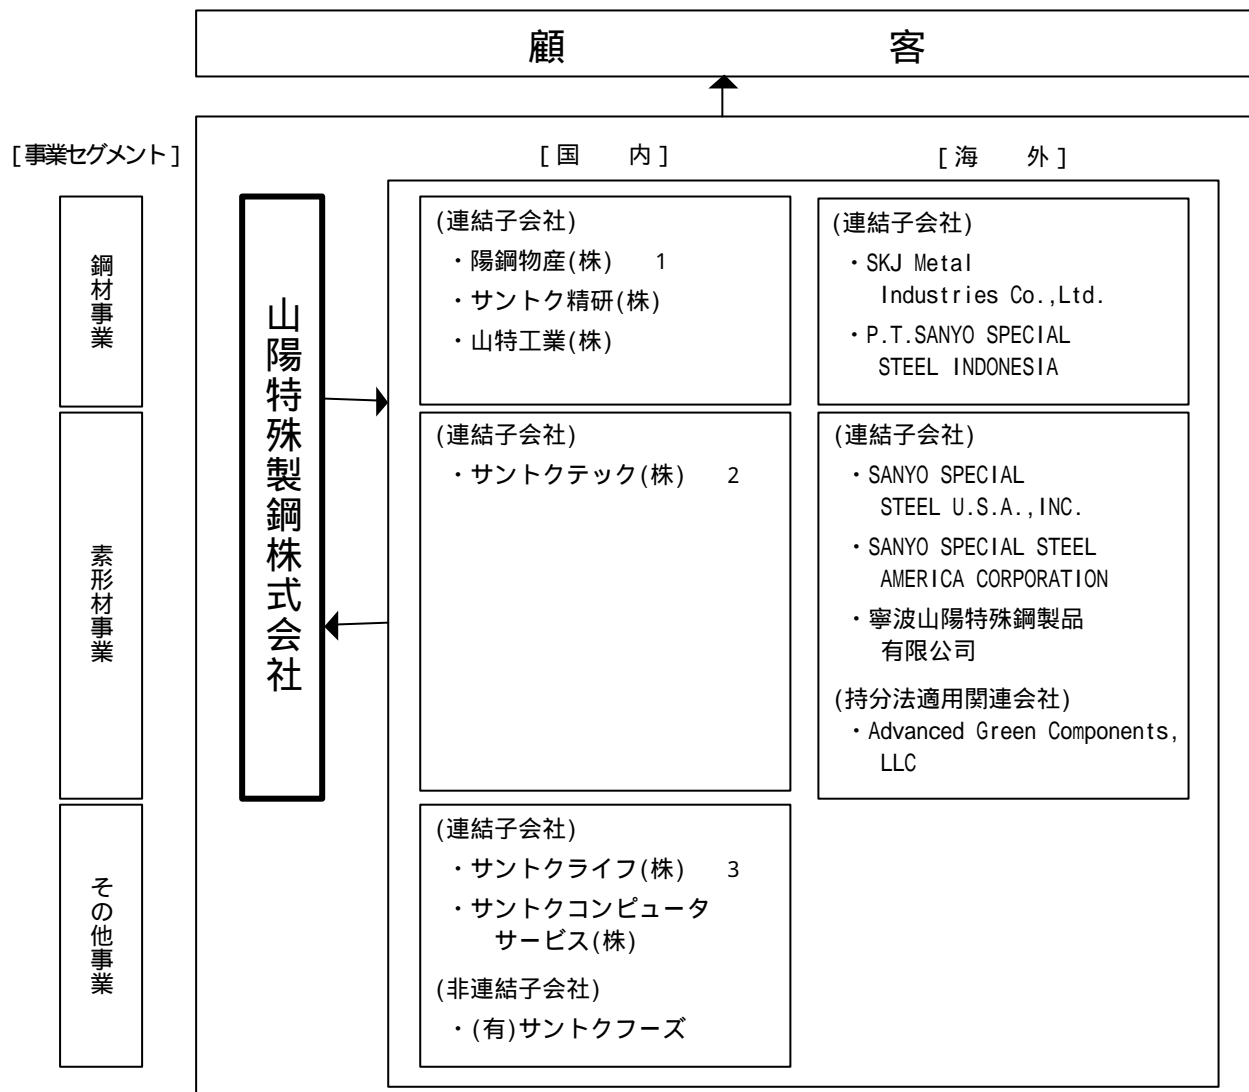 顧　　客
[事業セグメント]
[国　内]
[海　外]
鋼材事業
素形材事業
その他事業
山陽特殊製鋼株式会社
(連結子会社)
・陽鋼物産(株)　1
・サントク精研(株)
・山特工業(株)
(連結子会社)
・SKJ Metal
Industries Co.,Ltd.
・P.T.SANYO SPECIAL
STEEL INDONESIA
(連結子会社)
・サントクテック(株)　2
(連結子会社)
・SANYO SPECIAL
STEEL U.S.A.,INC.
・SANYO SPECIAL STEEL
AMERICA CORPORATION
・寧波山陽特殊鋼製品
有限公司
(持分法適用関連会社)
・Advanced Green Components,
LLC
(連結子会社)
・サントクライフ(株)　3
・サントクコンピュータ
サービス(株)
(非連結子会社)
・(有)サントクフーズ